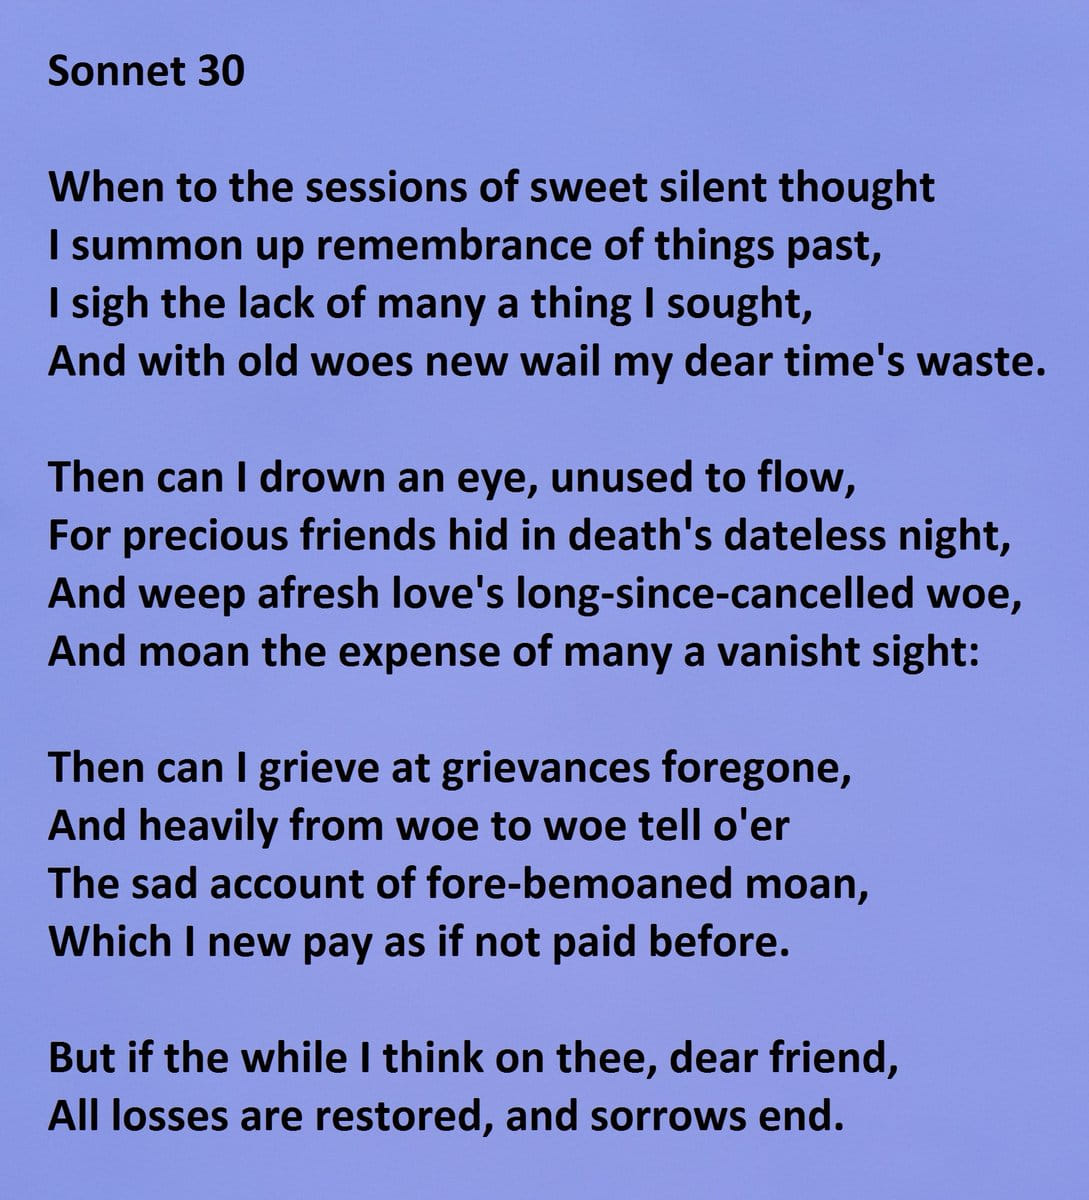 Sonnet 30
When to the sessions of sweet silent thought
I summon up remembrance of things past,
I sigh the lack of many a thing I sought,
And with old woes new wail my dear time's waste.
Then can I drown an eye, unused to flow,
For precious friends hid in death's dateless night,
And weep afresh love's long-since-cancelled woe,
And moan the expense of many a vanisht sight:
Then can I grieve at grievances foregone,
And heavily from woe to woe tell o'er
The sad account of fore-bemoaned moan,
Which I new pay as if not paid before.
But if the while I think on thee, dear friend,
All losses are restored, and sorrows end.